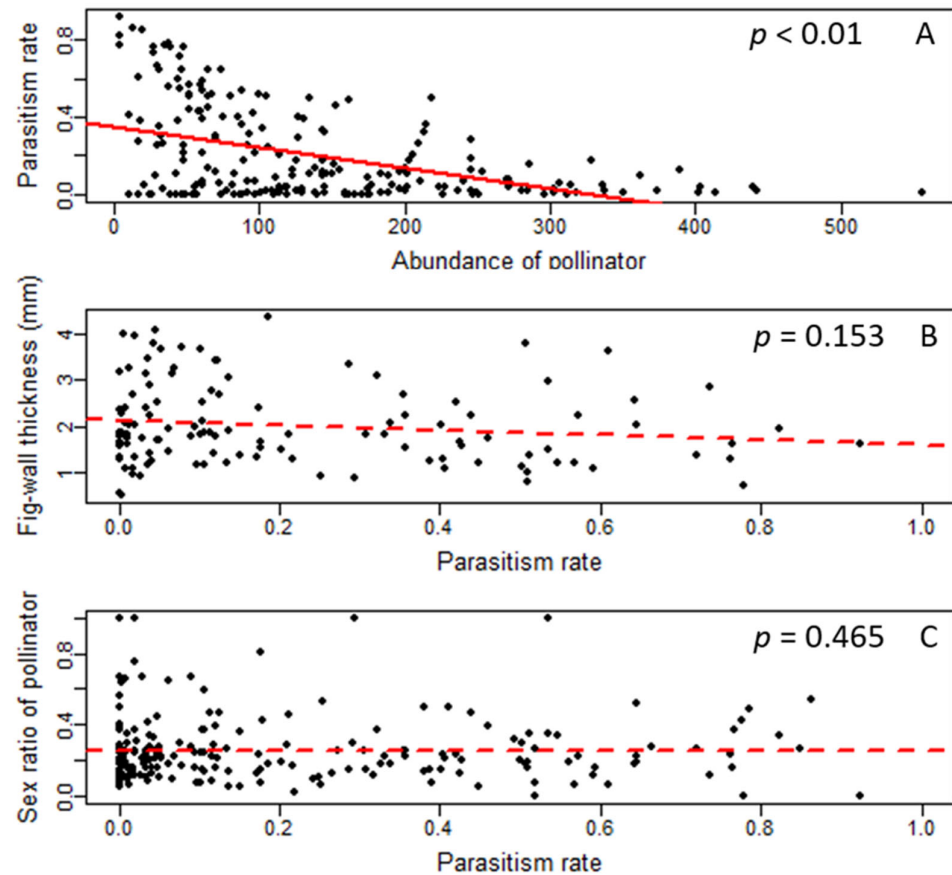 p < 0.01 A
Parasitism rate
0.8
0.4
0.0
0 100 200 300 400 500
Abundance of pollinator
p = 0.153 B
Fig-wall thickness (mm)
4
3
2
1
0.0 0.2 0.4 0.6 0.8 1.0
Parasitism rate
p = 0.465 C
Sex ratio of pollinator
0.8
0.4
0.0
0.0 0.2 0.4 0.6 0.8 1.0
Parasitism rate